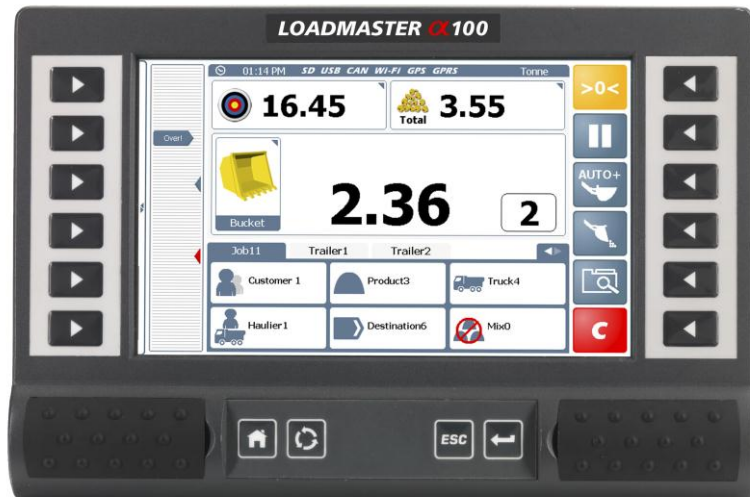 LOADMASTER α100
01:14 PM SD USB CAN WI-FI GPS GPRS Tonne
16.45
Total 3.55
>0<
Over!
AUTO+
Bucket
2.36
2
Job11 Trailer1 Trailer2
Customer 1 Product3 Truck4
Haulier1 Destination6 Mix0
C
ESC